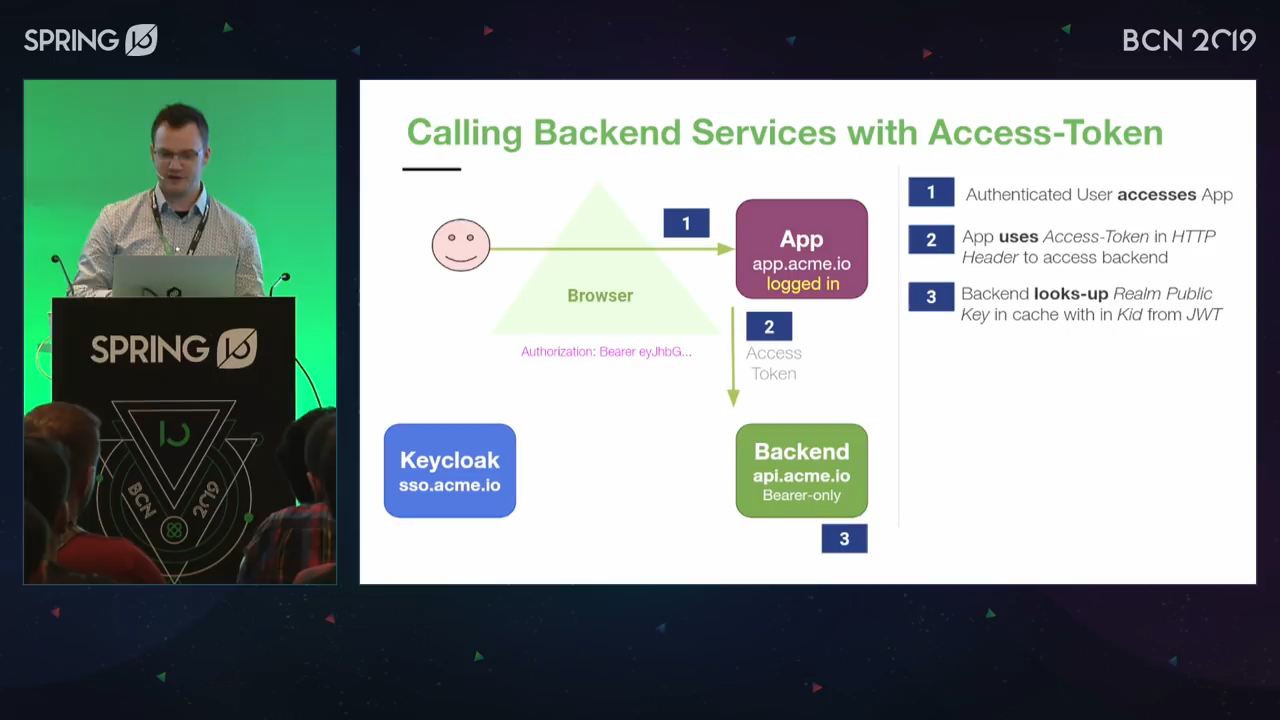 SPRING IO
BCN 2019
Calling Backend Services with Access-Token
1
App
app.acme.io
logged in
Browser
2
Authorization: Bearer eyJhbG...
Access
Token
Keycloak
sso.acme.io
Backend
api.acme.io
Bearer-only
3
1 Authenticated User accesses App
2 App uses Access-Token in HTTP
Header to access backend
3 Backend looks-up Realm Public
Key in cache with in Kid from JWT
SPRING IO
IO
BCN 2019